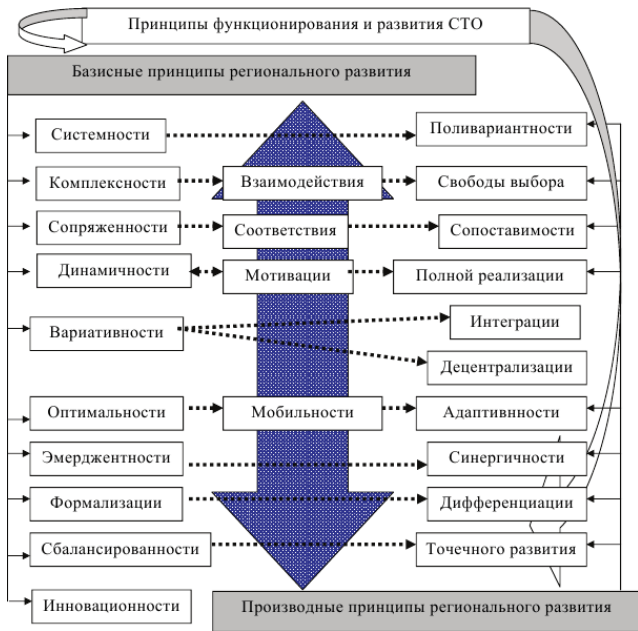 Принципы функционирования и развития СТО
Базисные принципы регионального развития
Системности
Поливариантности
Комплексности
Взаимодействия
Свободы выбора
Сопряженности
Соответствия
Сопоставимости
Динамичности
Мотивации
Полной реализации
Вариативности
Интеграции
Децентрализации
Оптимальности
Мобильности
Адаптивнности
Эмерджентности
Синергичности
Формализации
Дифференциации
Сбалансированности
Точечного развития
Инновационности
Производные принципы регионального развития